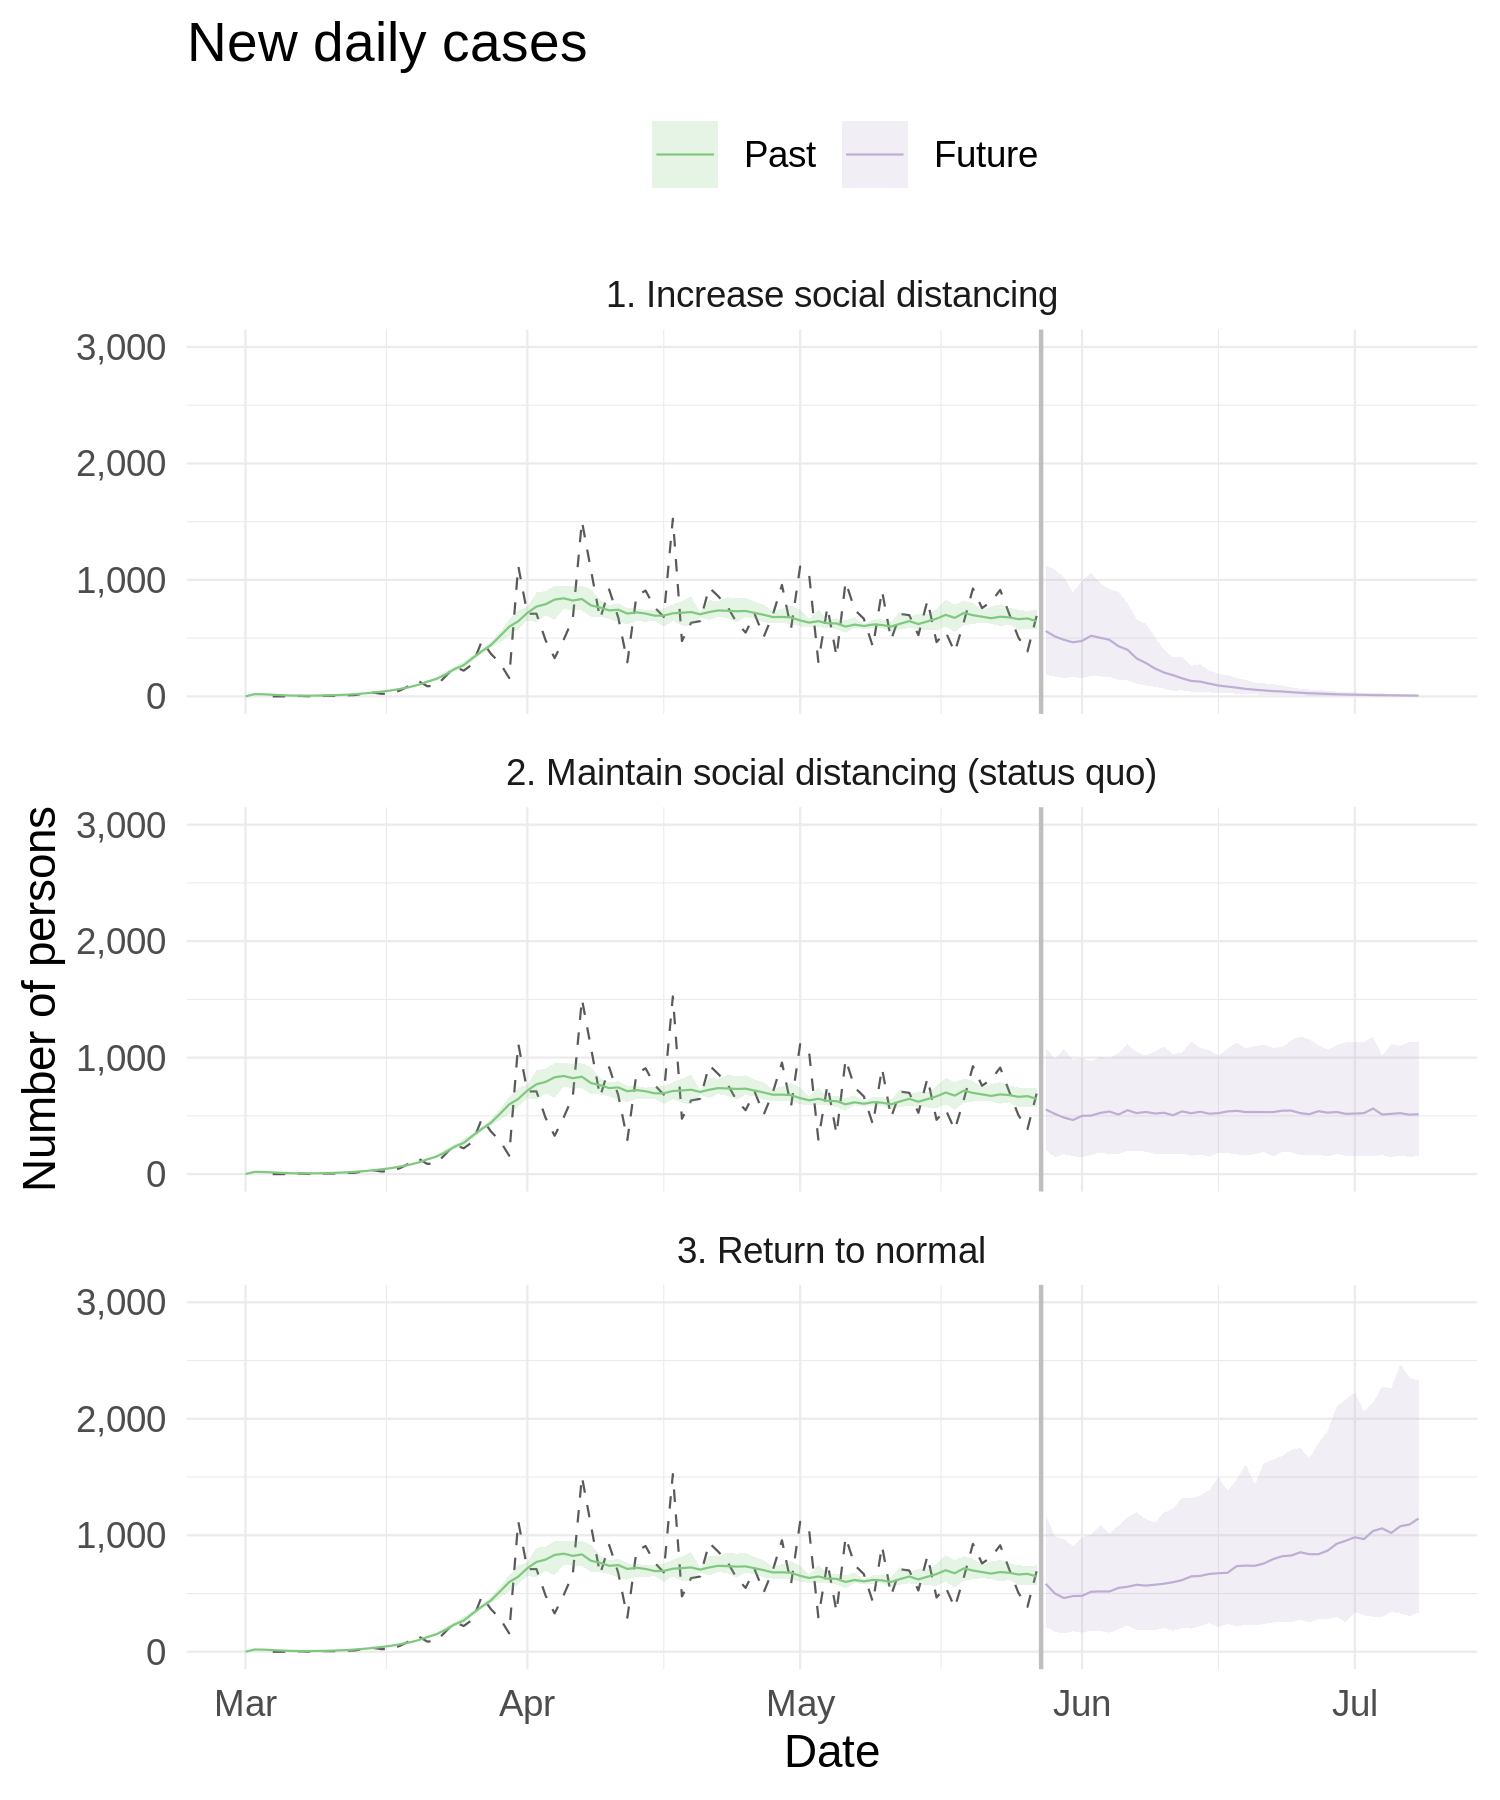 New daily cases
Past
Future
1. Increase social distancing
3,000
2,000
1,000
0
2. Maintain social distancing (status quo)
3,000
2,000
1,000
0
Number of persons
3. Return to normal
3,000
2,000
1,000
0
Mar
Apr
May
Jun
Jul
Date